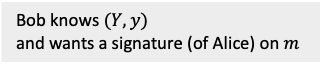 Bob knows (Y, y)
and wants a signature (of Alice) on m